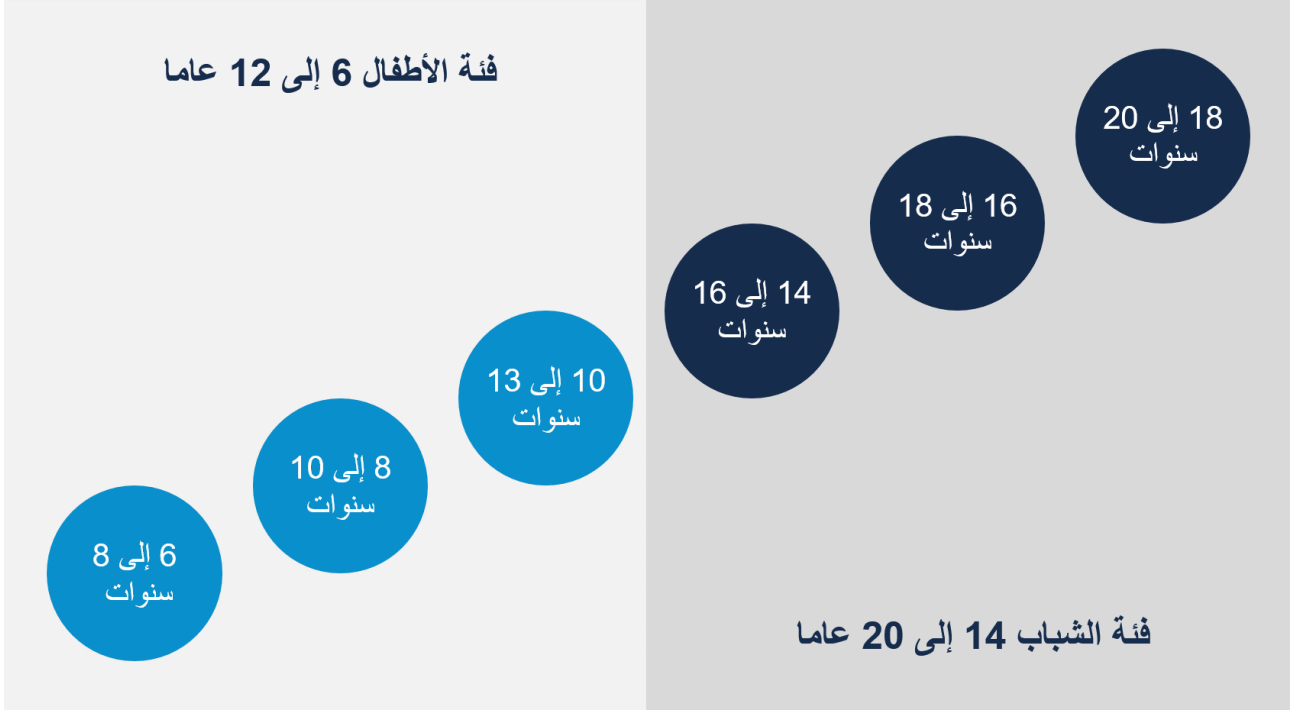 فئة الأطفال 6 إلى 12 عاما
6 إلى 8
سنوات
8 إلى 10
سنوات
10 إلى 13
سنوات
14 إلى 16
سنوات
16 إلى 18
سنوات
18 إلى 20
سنوات
فئة الشباب 14 إلى 20 عاما